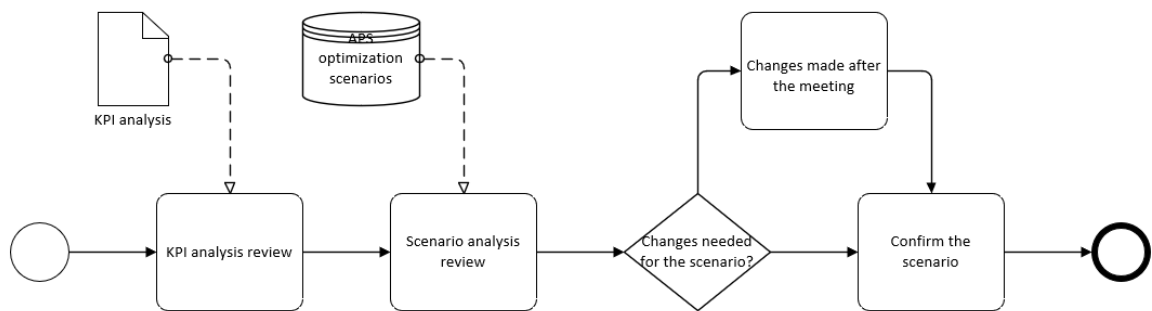 APS
optimization
scenarios
Changes made after
the meeting
KPI analysis
KPI analysis review
Scenario analysis
review
Changes needed
for the scenario?
Confirm the
scenario